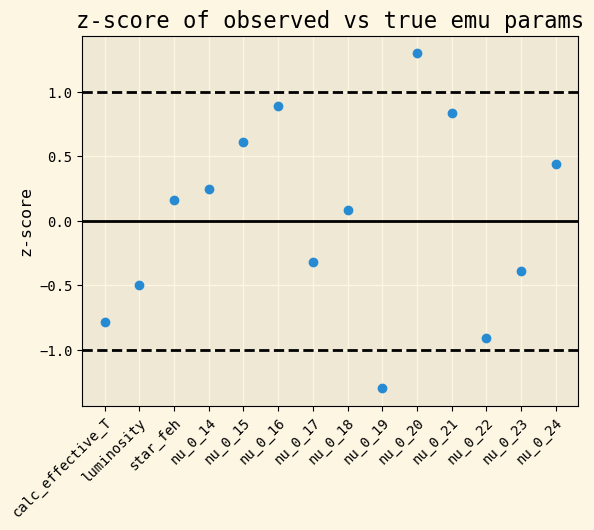 z-score of observed vs true emu params
z-score
1.0
0.5
0.0
−0.5
−1.0
calc_effective_T
luminosity
star_feh
nu_0_14
nu_0_15
nu_0_16
nu_0_17
nu_0_18
nu_0_19
nu_0_20
nu_0_21
nu_0_22
nu_0_23
nu_0_24